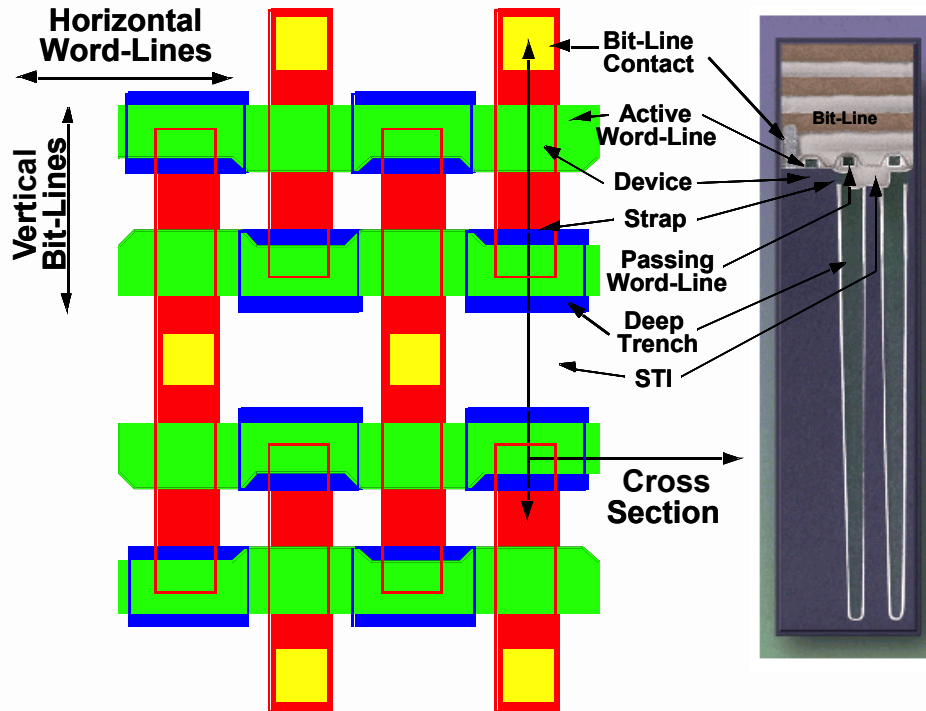 Horizontal
Word-Lines
Vertical
Bit-Lines
Bit-Line
Contact
Active
Word-Line
Device
Strap
Passing
Word-Line
Deep
Trench
STI
Cross
Section
Bit-Line